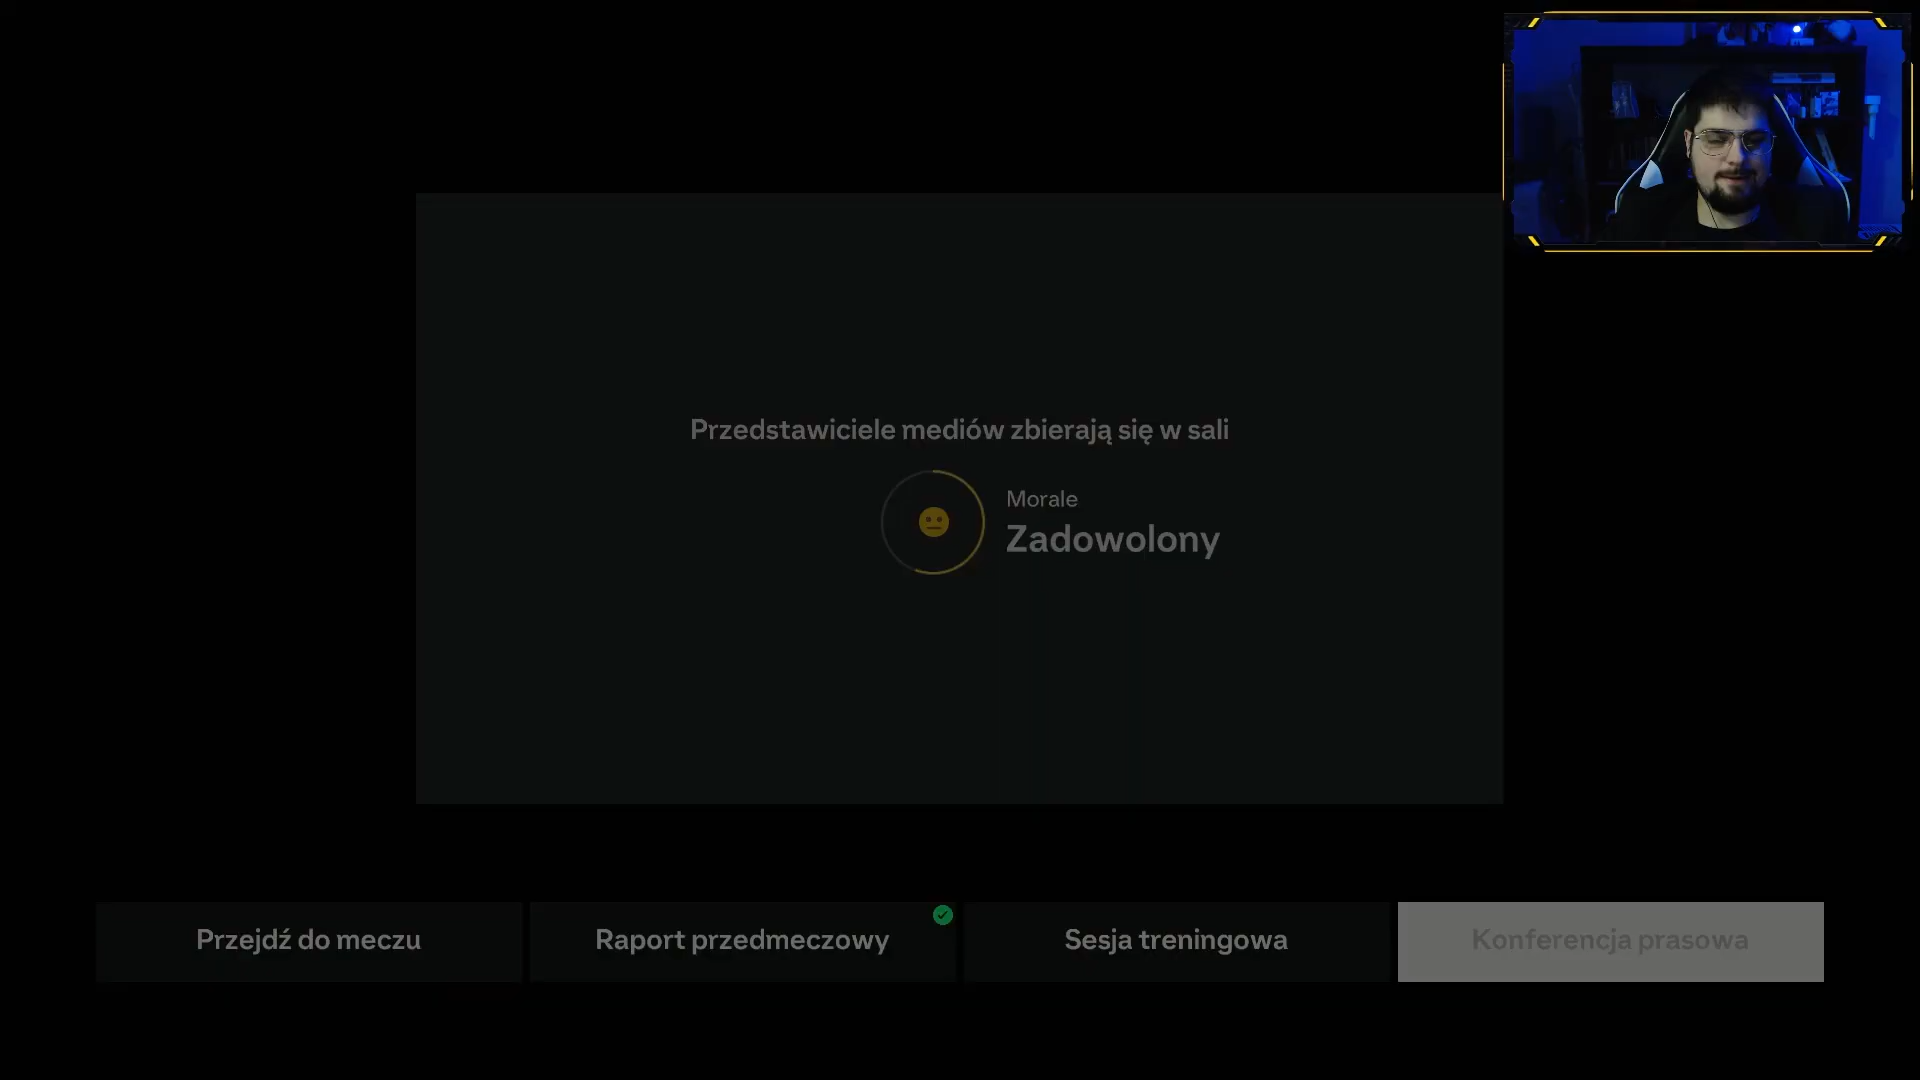 Przedstawiciele mediów zbierają się w sali
Morale
Zadowolony
Przejdź do meczu
Raport przedmeczowy
Sesja treningowa
Konferencja prasowa